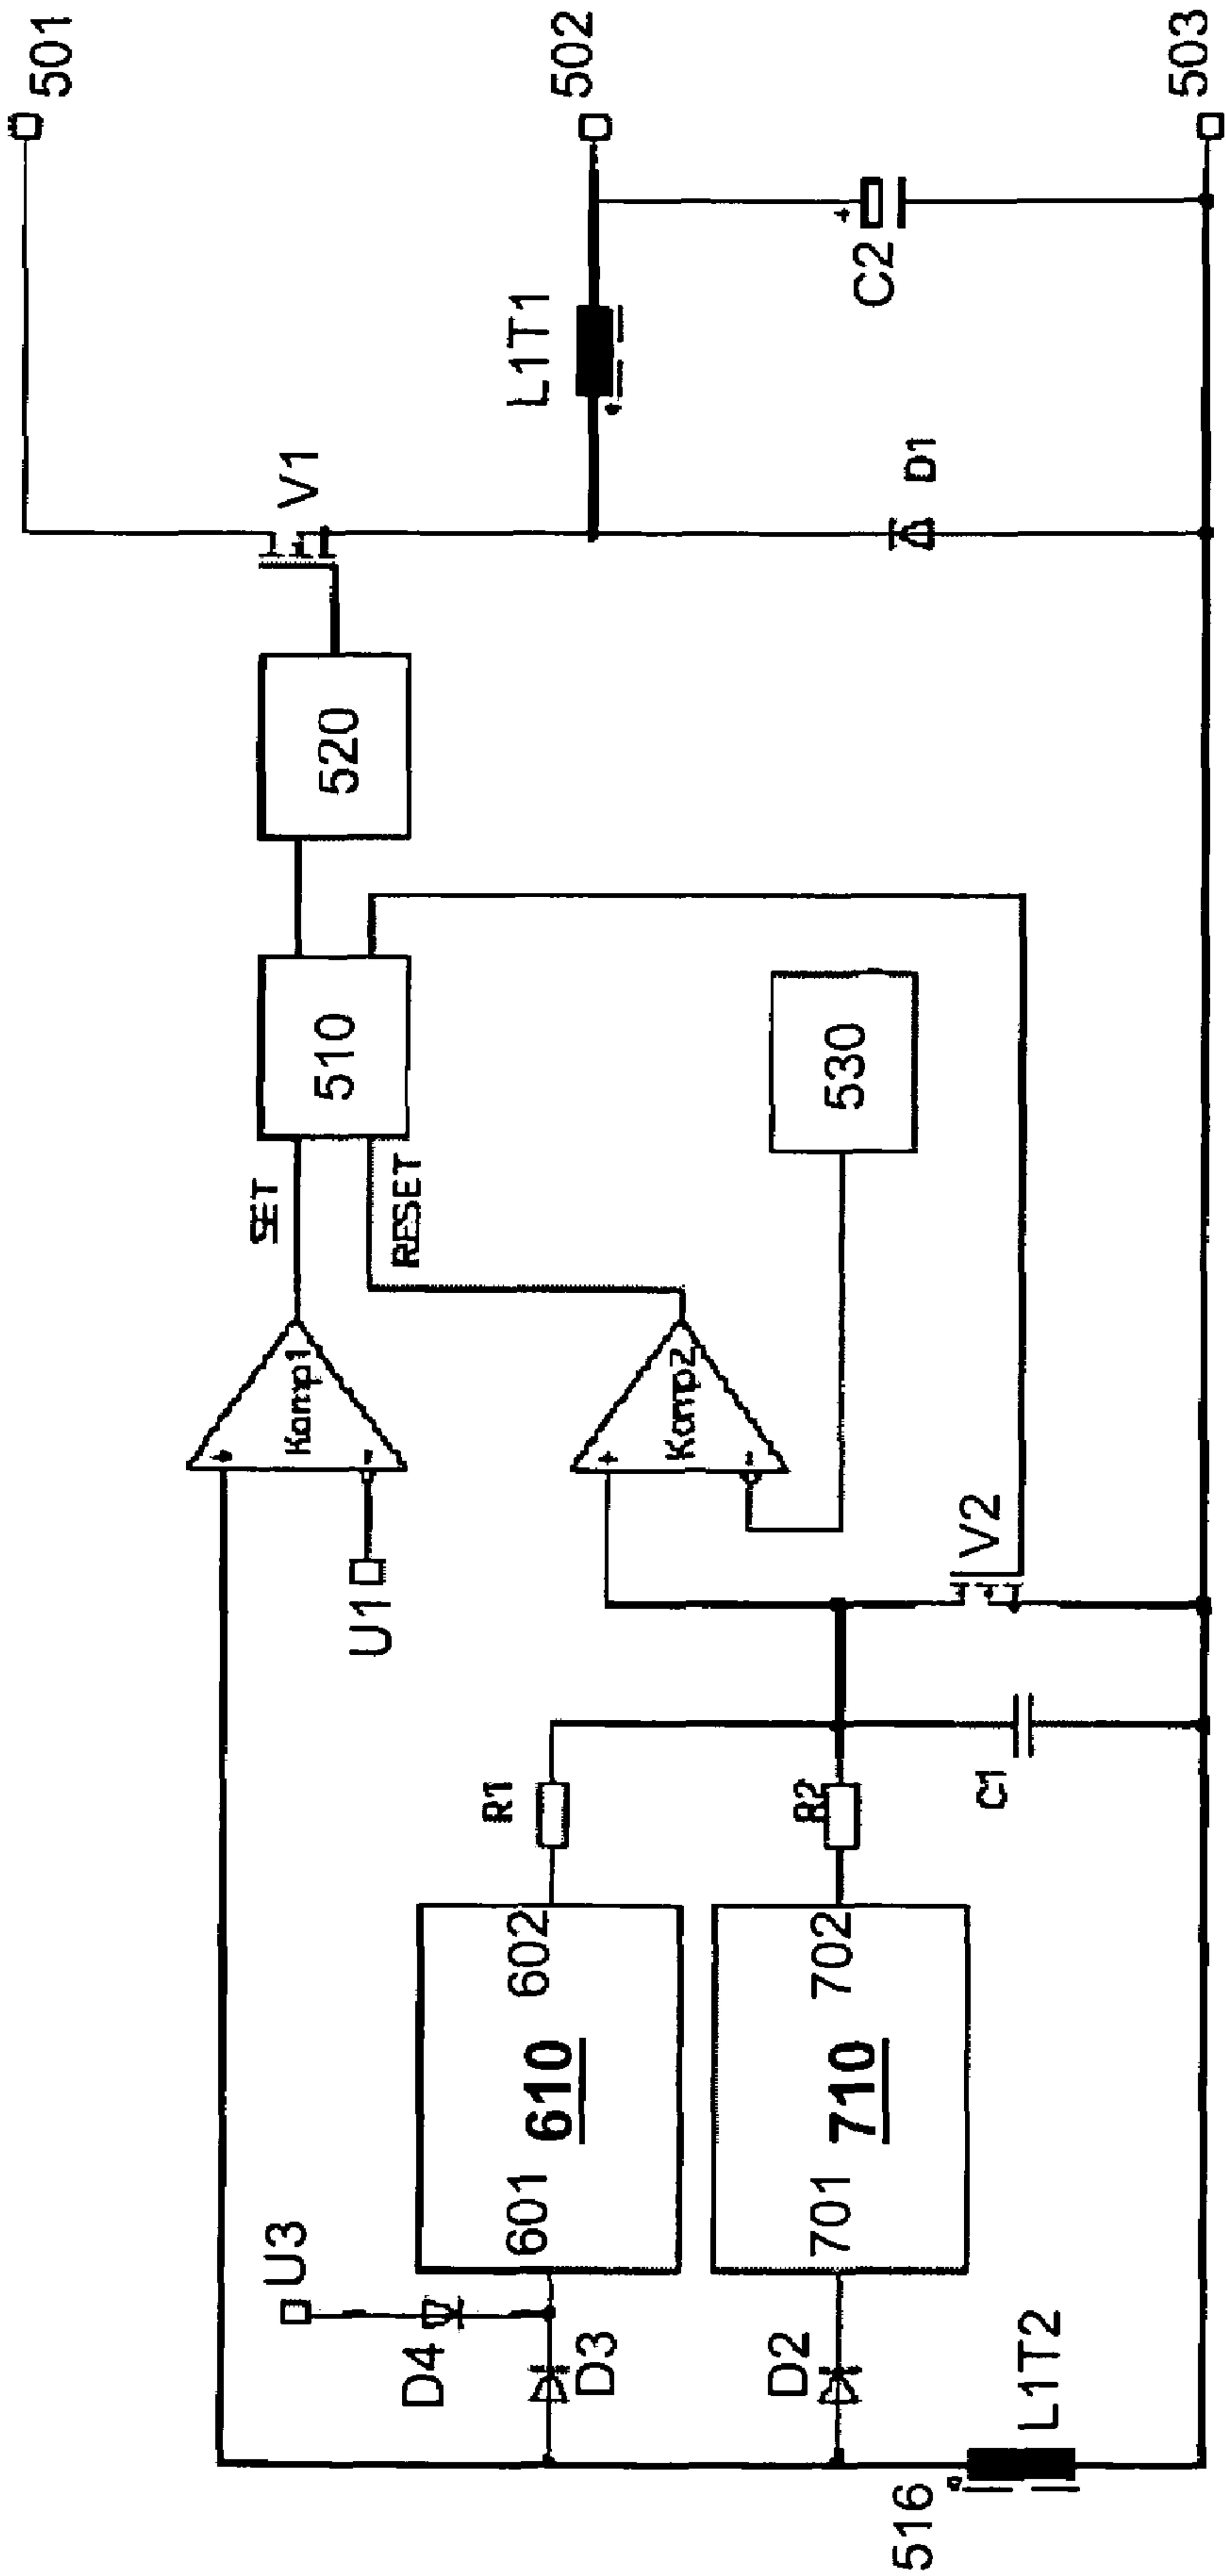 501
V1
L1T1
502
C2
D1
503
520
510
SET
RESET
530
Komp1
Komp2
U1
V2
R1
R2
C1
602
610
601
702
710
701
U3
D4
D3
D2
L1T2
516